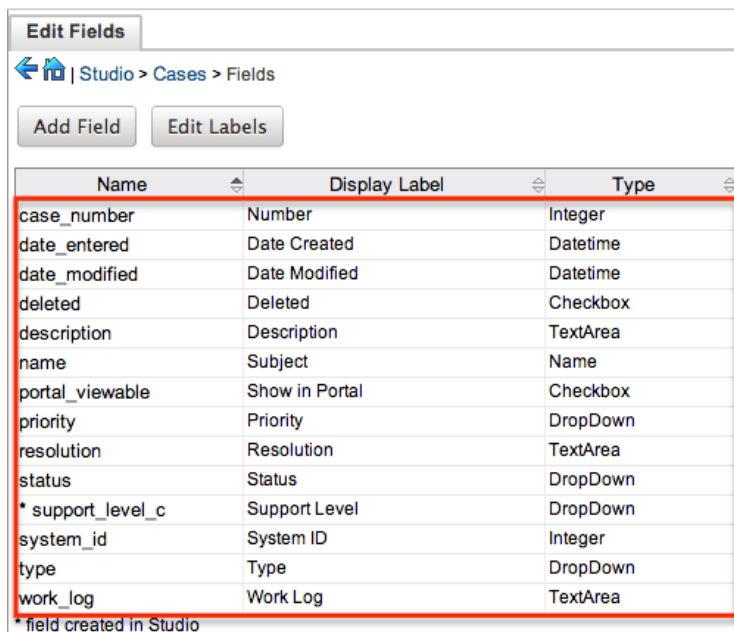 Edit Fields
| Studio > Cases > Fields
Add Field Edit Labels
Name Display Label Type
case_number Number Integer
date_entered Date Created Datetime
date_modified Date Modified Datetime
deleted Deleted Checkbox
description Description TextArea
name Subject Name
portal_viewable Show in Portal Checkbox
priority Priority DropDown
resolution Resolution TextArea
status Status DropDown
* support_level_c Support Level DropDown
system_id System ID Integer
type Type DropDown
work_log Work Log TextArea
* field created in Studio